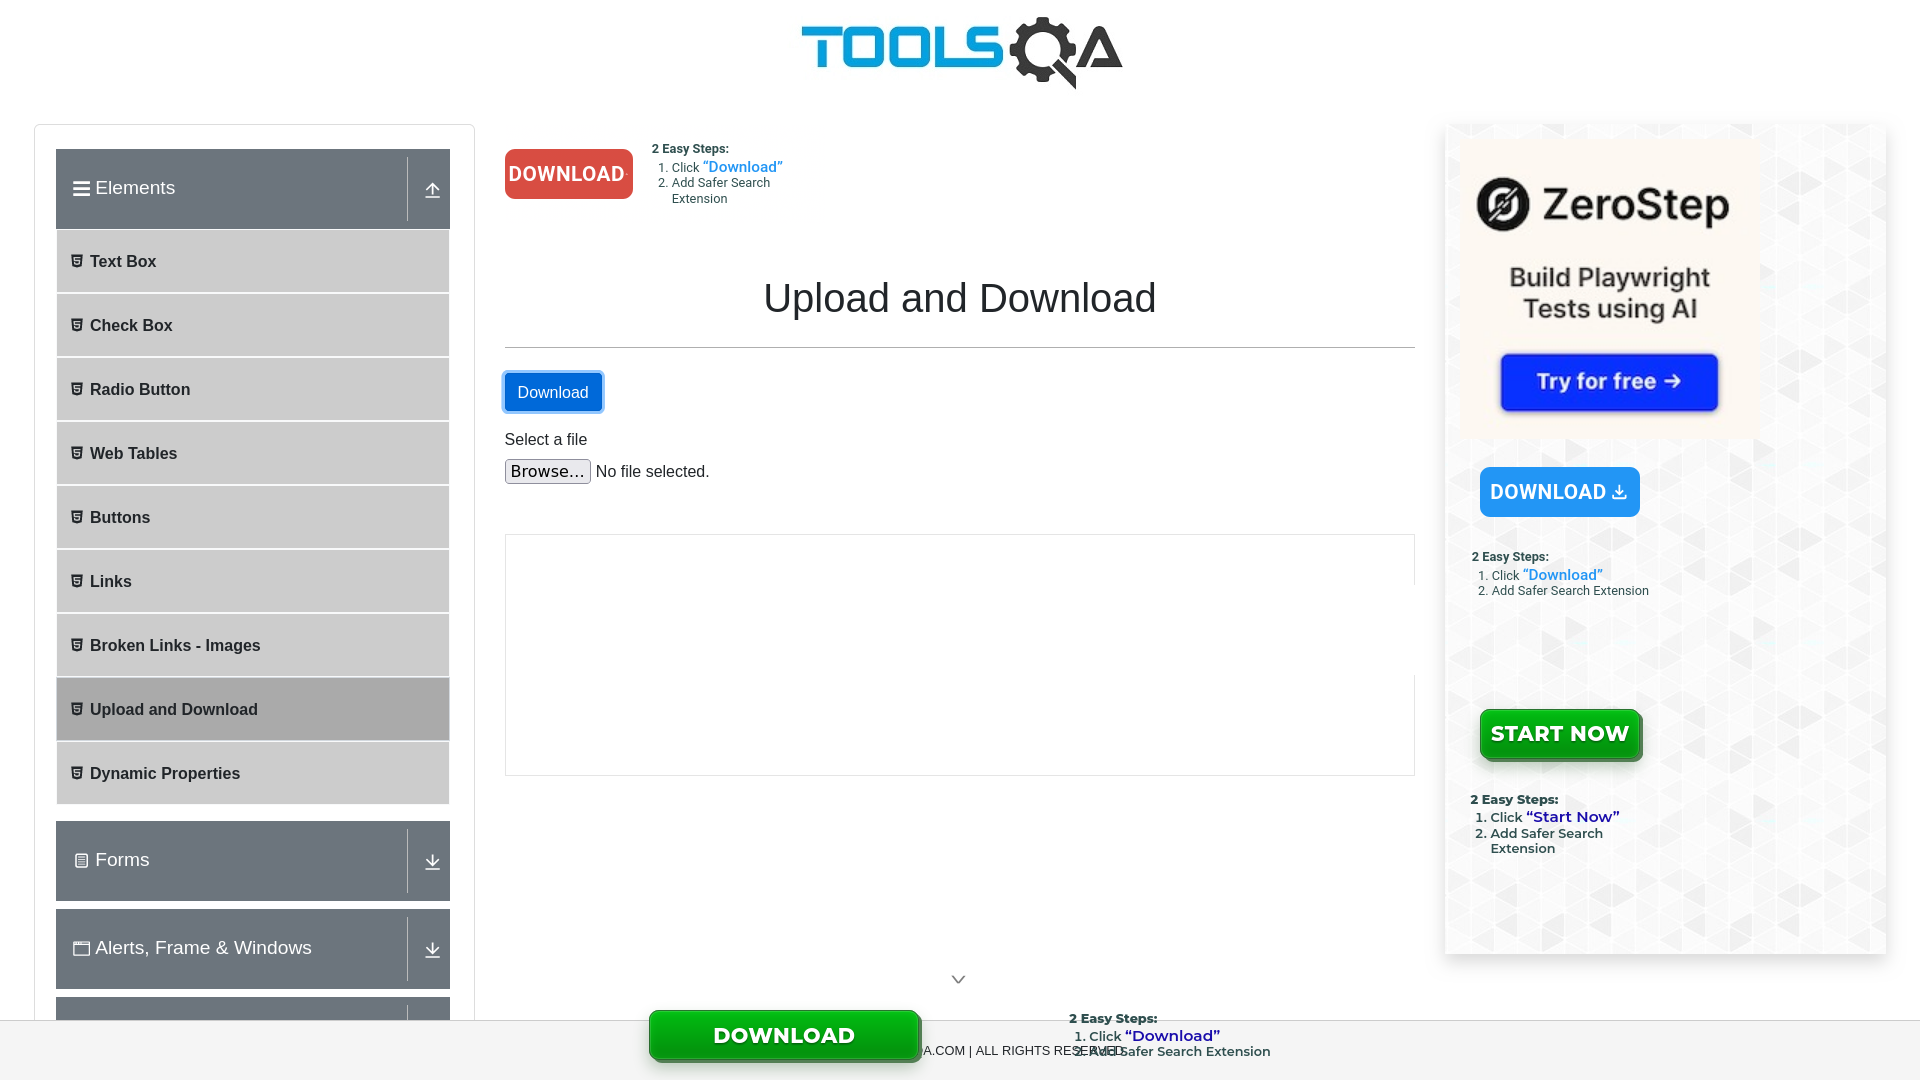 TOOLSQA
Elements
Text Box
Check Box
Radio Button
Web Tables
Buttons
Links
Broken Links - Images
Upload and Download
Dynamic Properties
Forms
Alerts, Frame & Windows
DOWNLOAD
2 Easy Steps:
1. Click “Download”
2. Add Safer Search
Extension
Upload and Download
Download
Select a file
Browse... No file selected.
ZeroStep
Build Playwright
Tests using AI
Try for free →
DOWNLOAD
2 Easy Steps:
1. Click “Download”
2. Add Safer Search Extension
START NOW
2 Easy Steps:
1. Click “Start Now”
2. Add Safer Search
Extension
DOWNLOAD
2 Easy Steps:
1. Click “Download”
2. Add Safer Search Extension
A.COM | ALL RIGHTS RESERVED